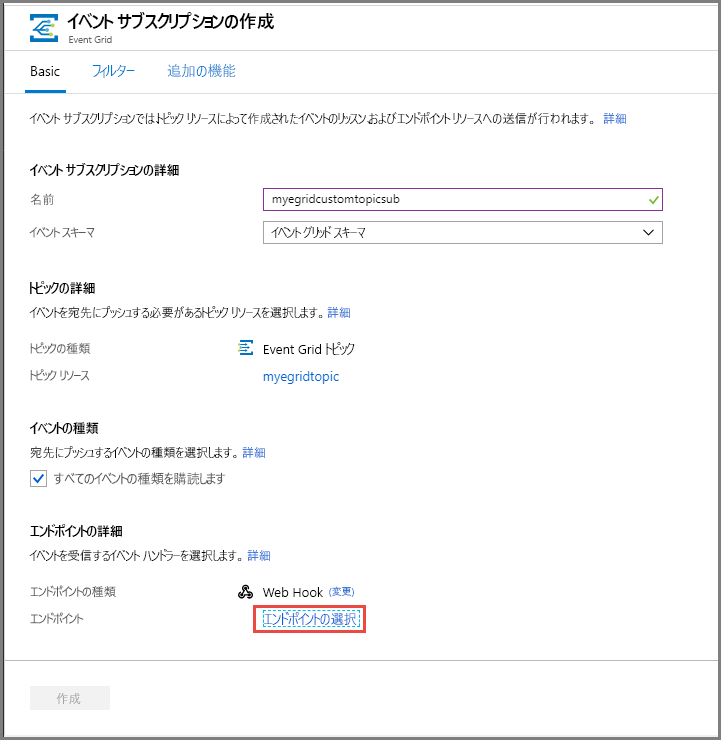 イベント サブスクリプションの作成
Event Grid
Basic フィルター 追加の機能
イベント サブスクリプションではトピック リソースによって作成されたイベントのリッスンおよびエンドポイント リソースへの送信が行われます。 詳細
イベント サブスクリプションの詳細
名前 myegridcustomtopicsub
イベント スキーマ イベント グリッド スキーマ
トピックの詳細
イベントを宛先にプッシュする必要があるトピック リソースを選択します。詳細
トピックの種類 Event Grid トピック
トピック リソース myegridtopic
イベントの種類
宛先にプッシュするイベントの種類を選択します。 詳細
すべてのイベントの種類を購読します
エンドポイントの詳細
イベントを受信するイベント ハンドラーを選択します。 詳細
エンドポイントの種類 Web Hook (変更)
エンドポイント エンドポイントの選択
作成